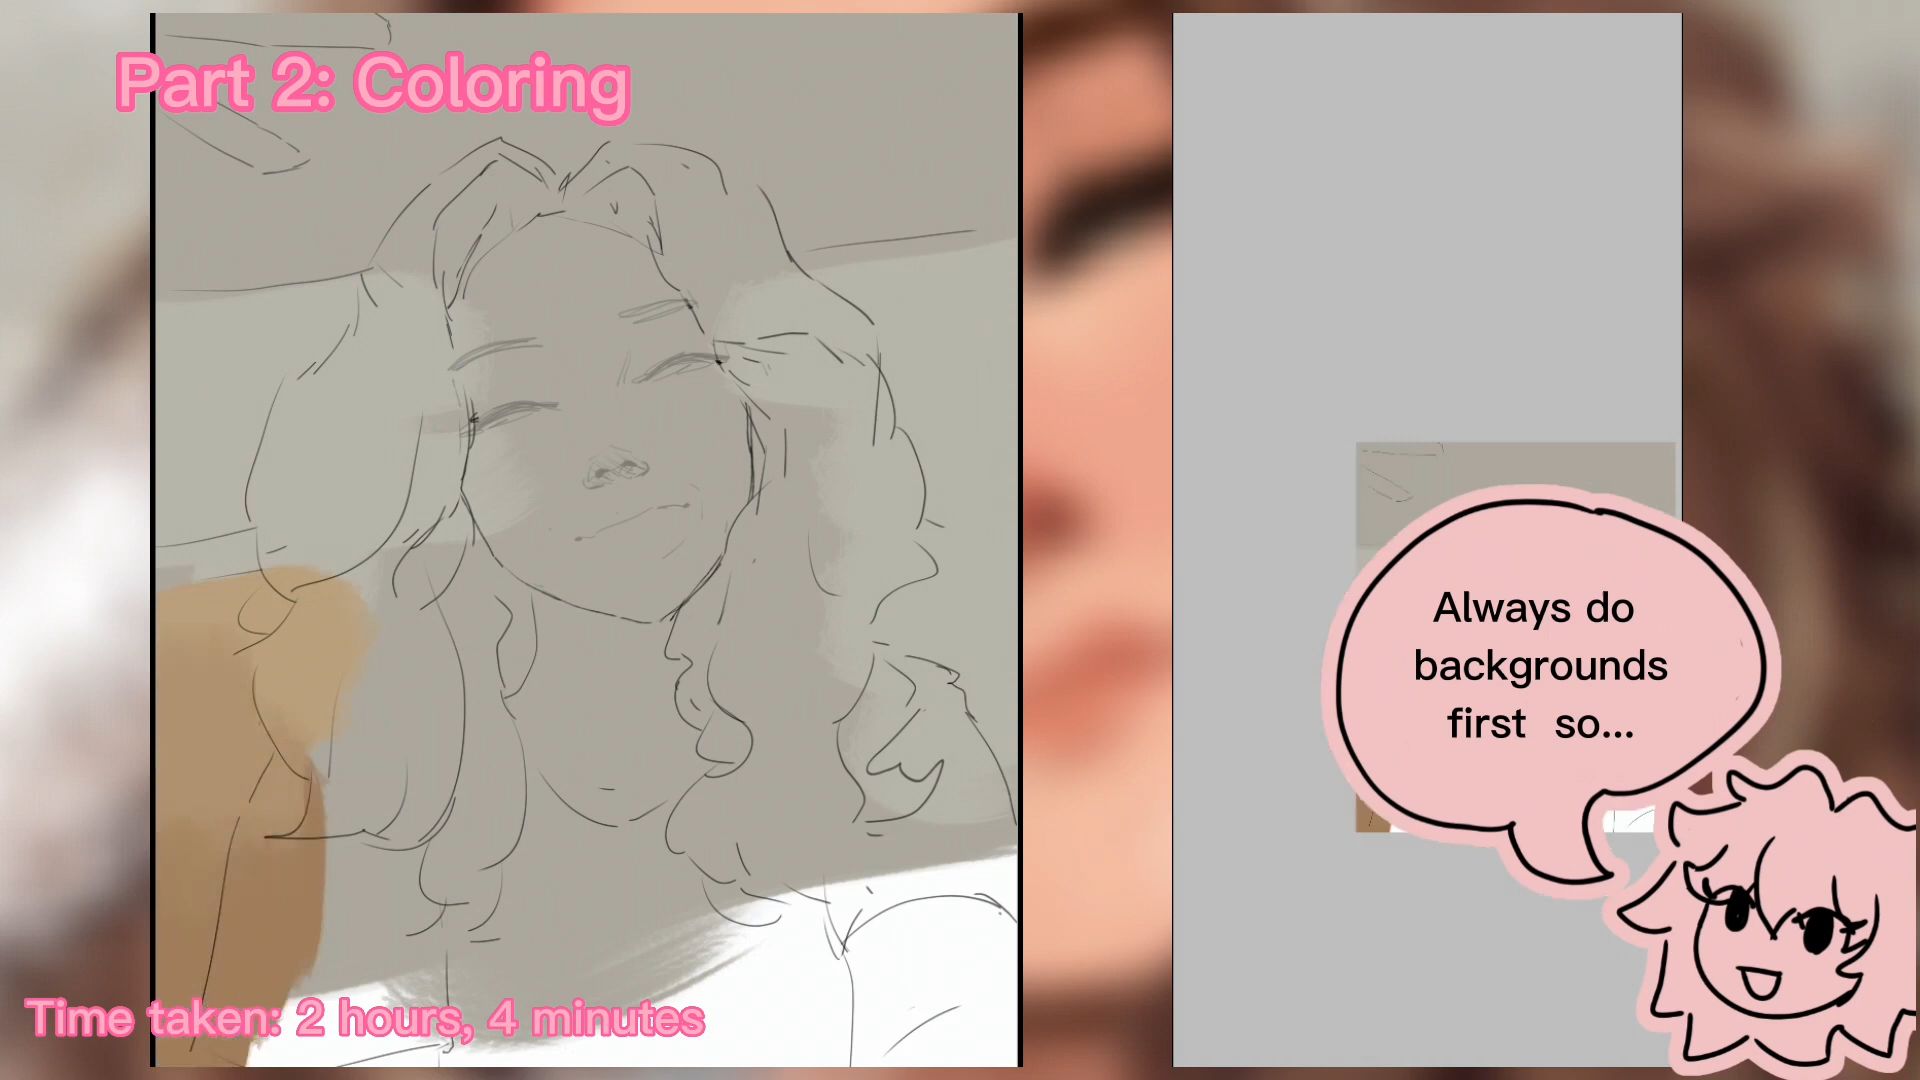 Part 2: Coloring
Always do
backgrounds
first so...
Time taken: 2 hours, 4 minutes